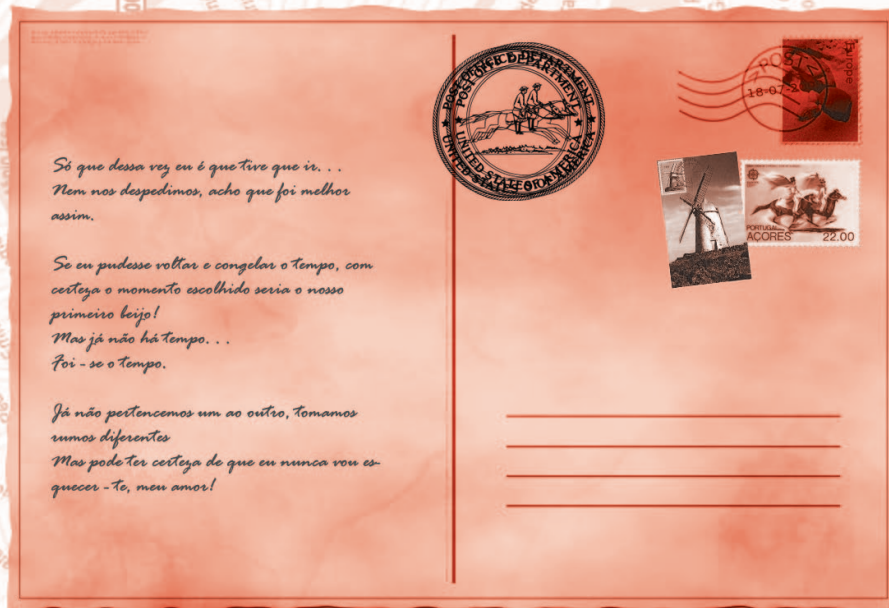 Só que dessa vez eu é que tive que ir. . .
Nem nos despedimos, acho que foi melhor
assim.
Se eu pudesse voltar e congelar o tempo, com
certeza o momento escolhido seria o nosso
primeiro beijo!
Mas já não há tempo. . .
Foi - se o tempo.
Já não pertencemos um ao outro, tomamos
rumos diferentes
Mas pode ter certeza de que eu nunca vou es-
quecer - te, meu amor!
POST OFFICE DEPARTMENT
UNITED STATES OF AMERICA
POST
18-07-2
Europe
PORTUGAL
AÇORES 22.00